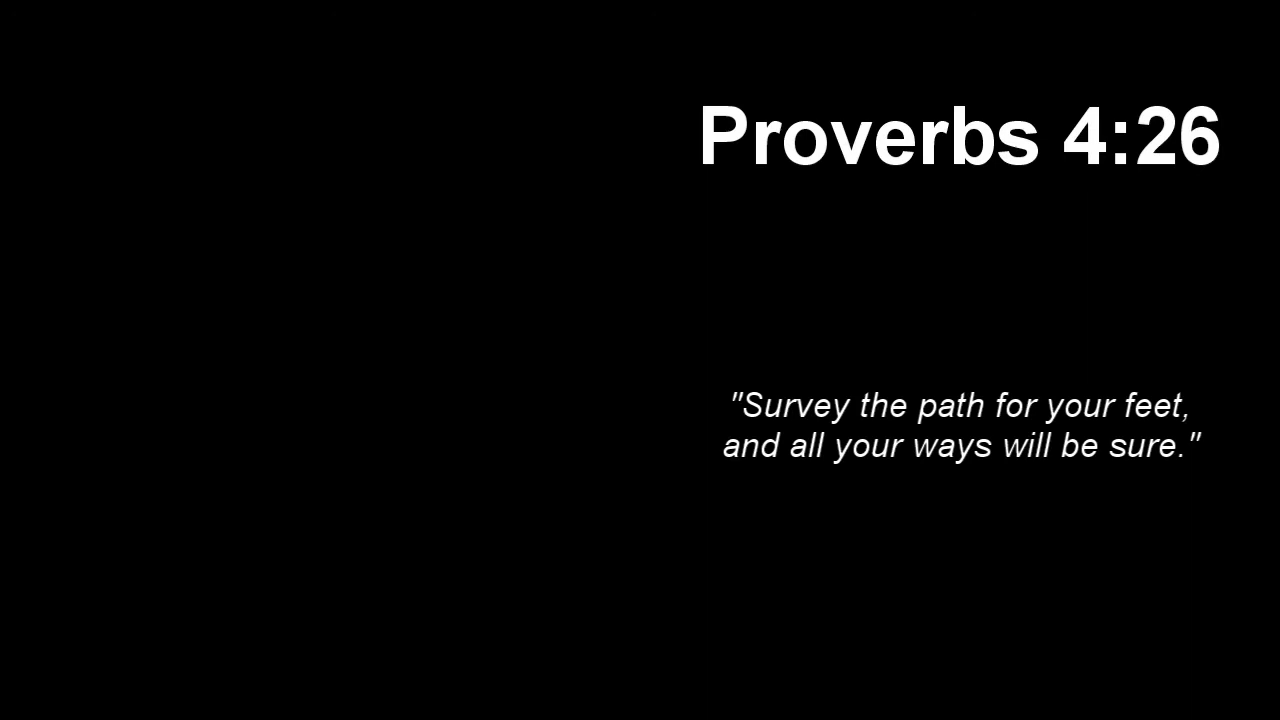 Proverbs 4:26
"Survey the path for your feet,
and all your ways will be sure."